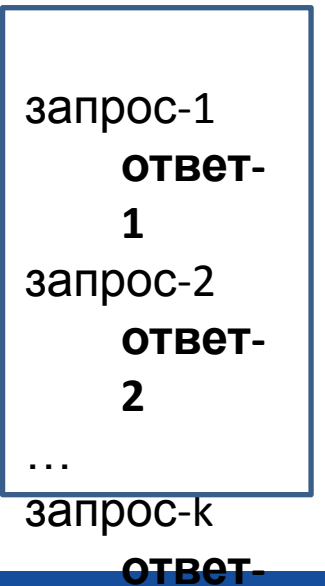 запрос-1
ответ-
1
запрос-2
ответ-
2
…
запрос-k
ответ-